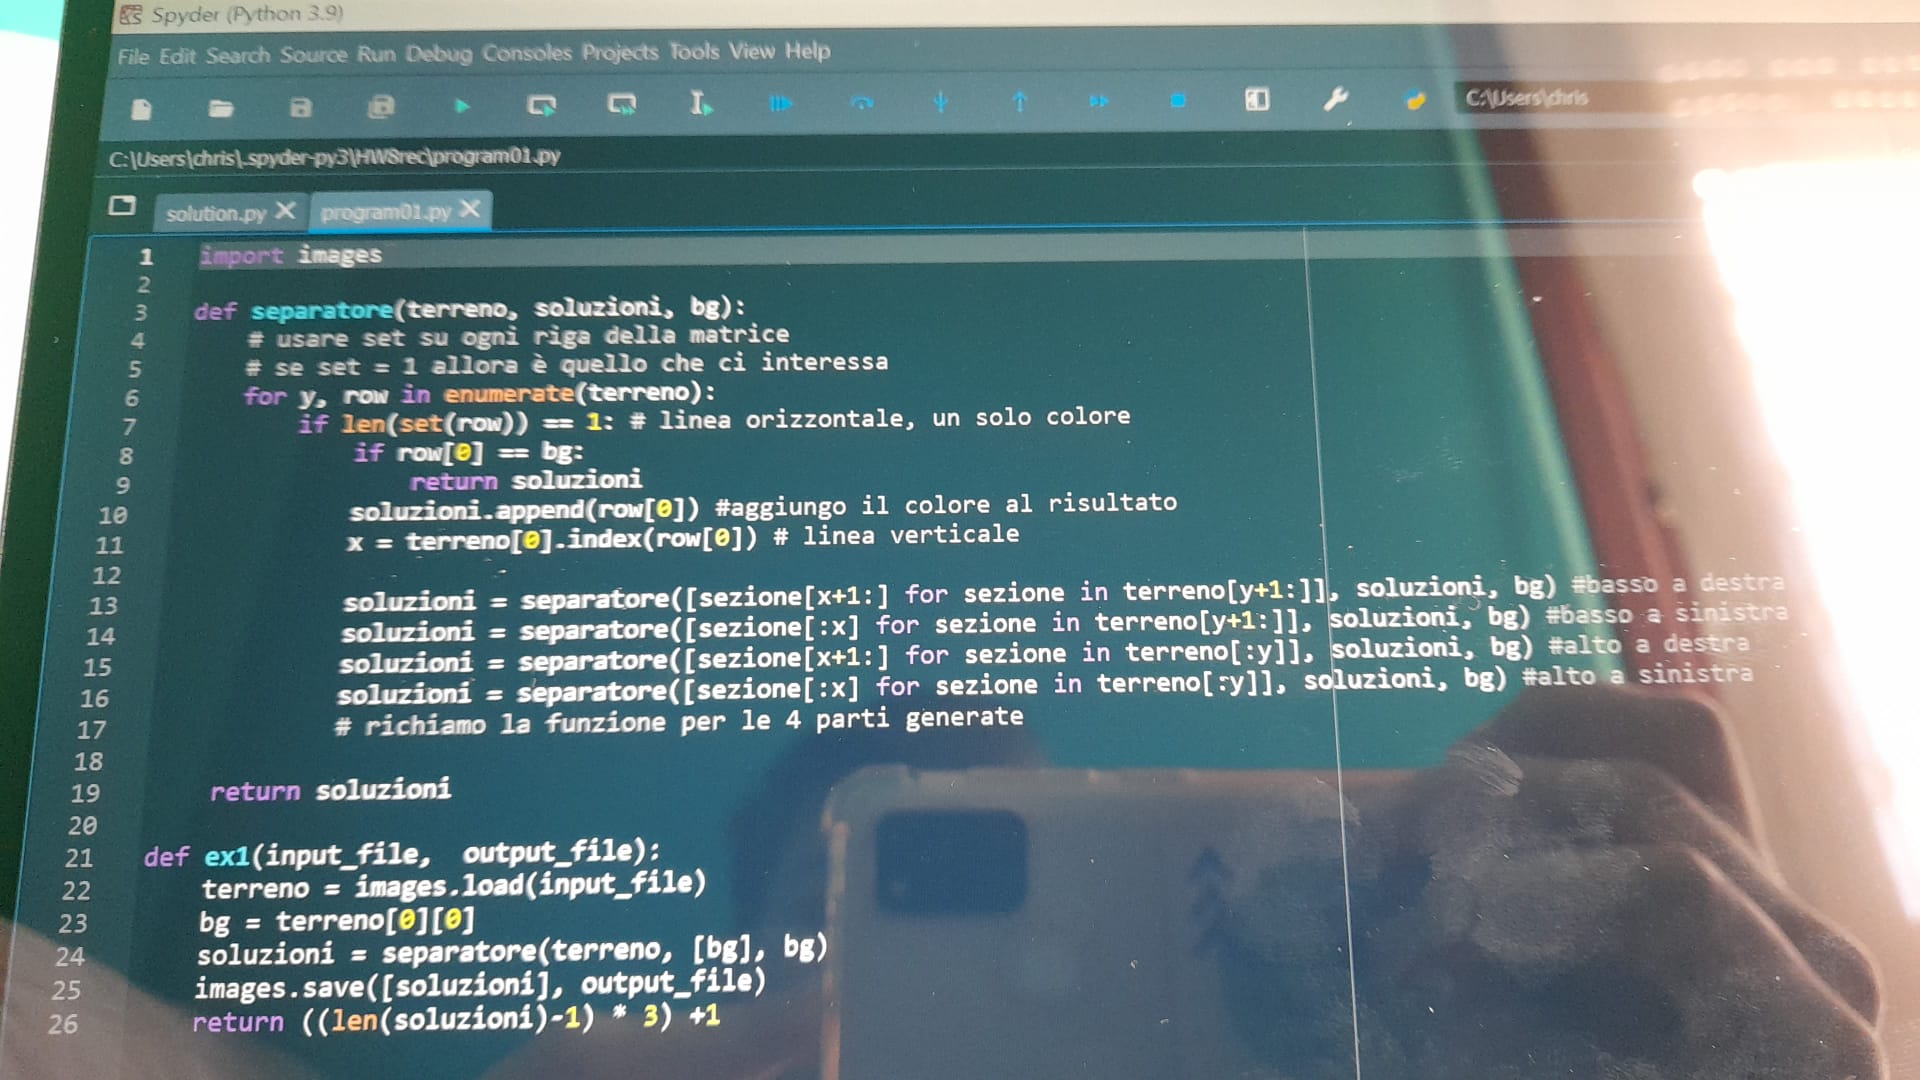 Spyder (Python 3.9)
File Edit Search Source Run Debug Consoles Projects Tools View Help
C:\Users\chris
C:\Users\chris\.spyder-py3\HW8rec\program01.py
solution.py X program01.py X
1 import images
2
3 def separatore(terreno, soluzioni, bg):
4 # usare set su ogni riga della matrice
5 # se set = 1 allora è quello che ci interessa
6 for y, row in enumerate(terreno):
7 if len(set(row)) == 1: # linea orizzontale, un solo colore
8 if row[0] == bg:
9 return soluzioni
10 soluzioni.append(row[0]) #aggiungo il colore al risultato
11 x = terreno[0].index(row[0]) # linea verticale
12
13 soluzioni = separatore([sezione[x+1:] for sezione in terreno[y+1:]], soluzioni, bg) #basso a destra
14 soluzioni = separatore([sezione[:x] for sezione in terreno[y+1:]], soluzioni, bg) #basso a sinistra
15 soluzioni = separatore([sezione[x+1:] for sezione in terreno[:y]], soluzioni, bg) #alto a destra
16 soluzioni = separatore([sezione[:x] for sezione in terreno[:y]], soluzioni, bg) #alto a sinistra
17 # richiamo la funzione per le 4 parti generate
18
19 return soluzioni
20
21 def ex1(input_file, output_file):
22 terreno = images.load(input_file)
23 bg = terreno[0][0]
24 soluzioni = separatore(terreno, [bg], bg)
25 images.save([soluzioni], output_file)
26 return ((len(soluzioni)-1) * 3) +1